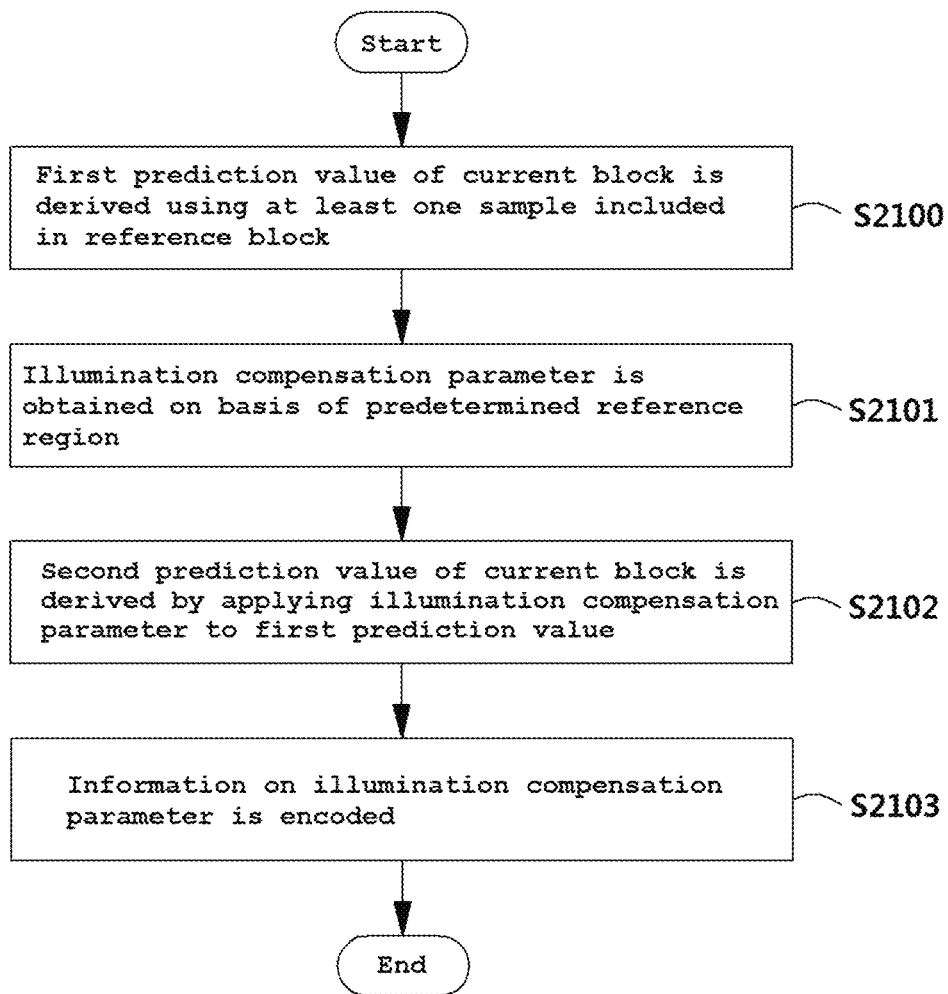 Start
First prediction value of current block is
derived using at least one sample included
in reference block
S2100
Illumination compensation parameter is
obtained on basis of predetermined reference
region
S2101
Second prediction value of current block is
derived by applying illumination compensation
parameter to first prediction value
S2102
Information on illumination compensation
parameter is encoded
S2103
End